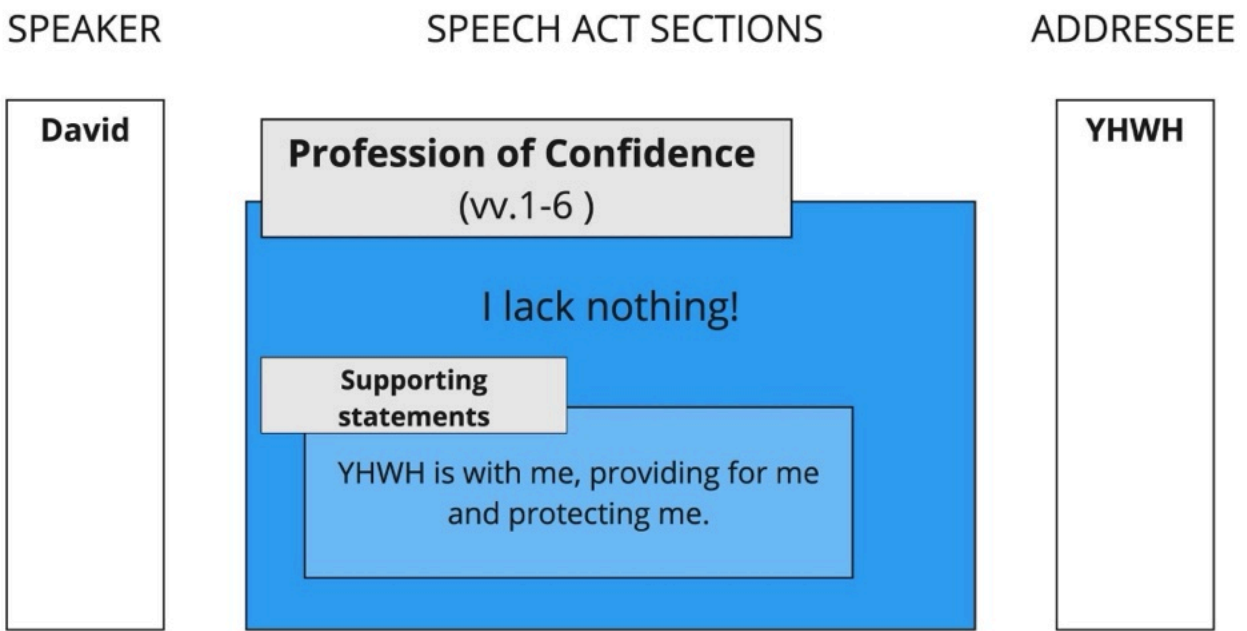 SPEAKER
SPEECH ACT SECTIONS
ADDRESSEE
David
Profession of Confidence
(vv.1-6 )
I lack nothing!
Supporting
statements
YHWH is with me, providing for me
and protecting me.
YHWH